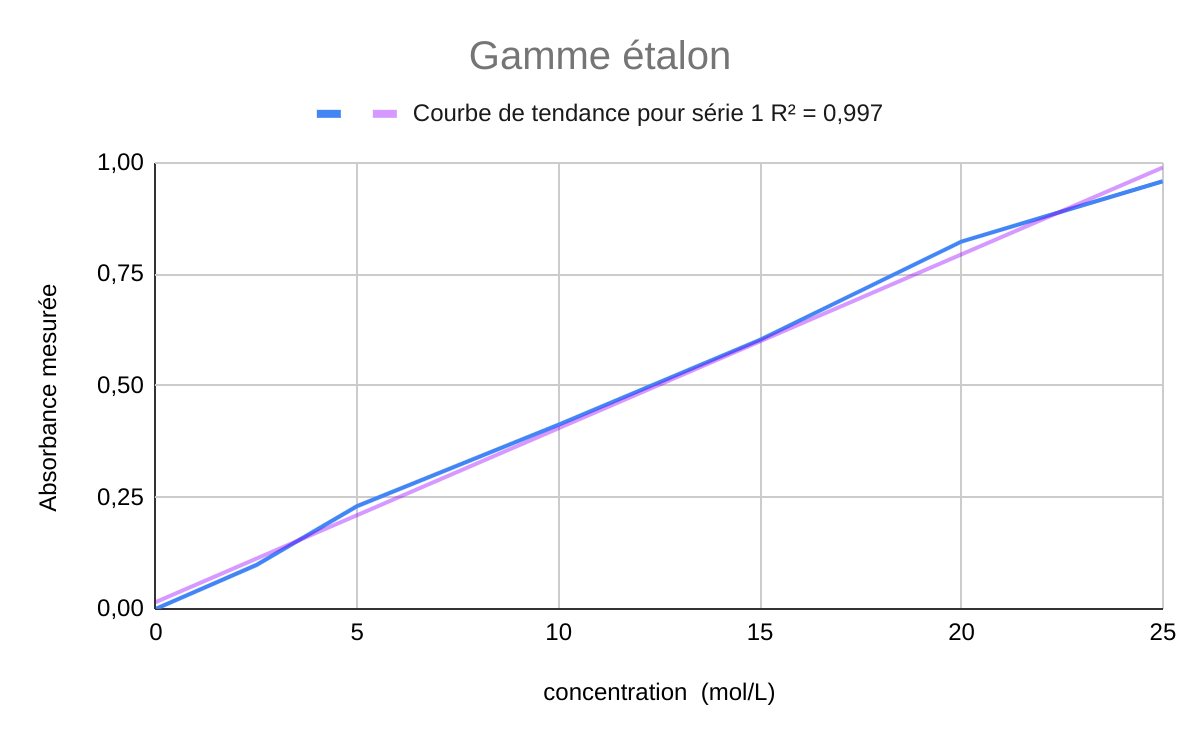 Gamme étalon
Courbe de tendance pour série 1 R² = 0,997
1,00
0,75
0,50
0,25
0,00
Absorbance mesurée
0 5 10 15 20 25
concentration (mol/L)